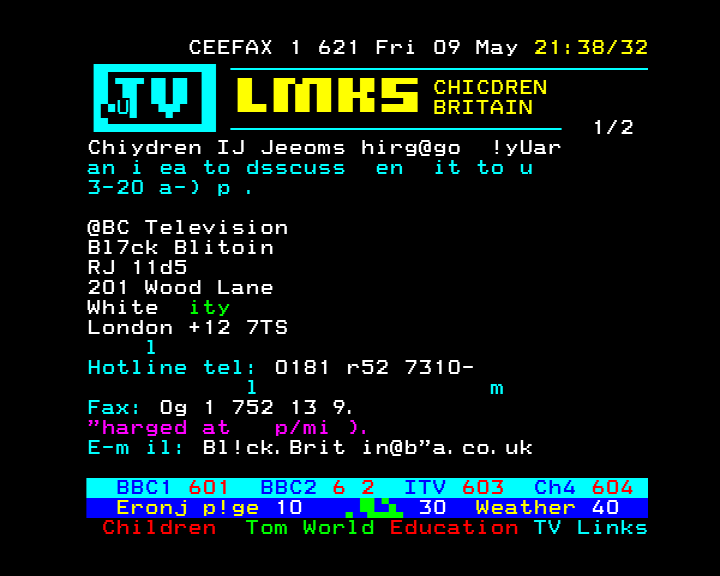 CEEFAX 1 621 Fri 09 May 21:38/32
TV LMKS CHICDREN
u BRITAIN
1/2
Chiydren IJ Jeeoms hirg@go !yUar
an i ea to dsscuss en it to u
3-20 a-) p .
@BC Television
Bl7ck Blitoin
RJ 11d5
201 Wood Lane
White ity
London +12 7TS
l
Hotline tel: 0181 r52 7310-
l m
Fax: 0g 1 752 13 9.
"harged at p/mi ).
E-m il: Bl!ck.Brit in@b"a.co.uk
BBC1 601 BBC2 6 2 ITV 603 Ch4 604
Eronj p!ge 10 30 Weather 40
Children Tom World Education TV Links